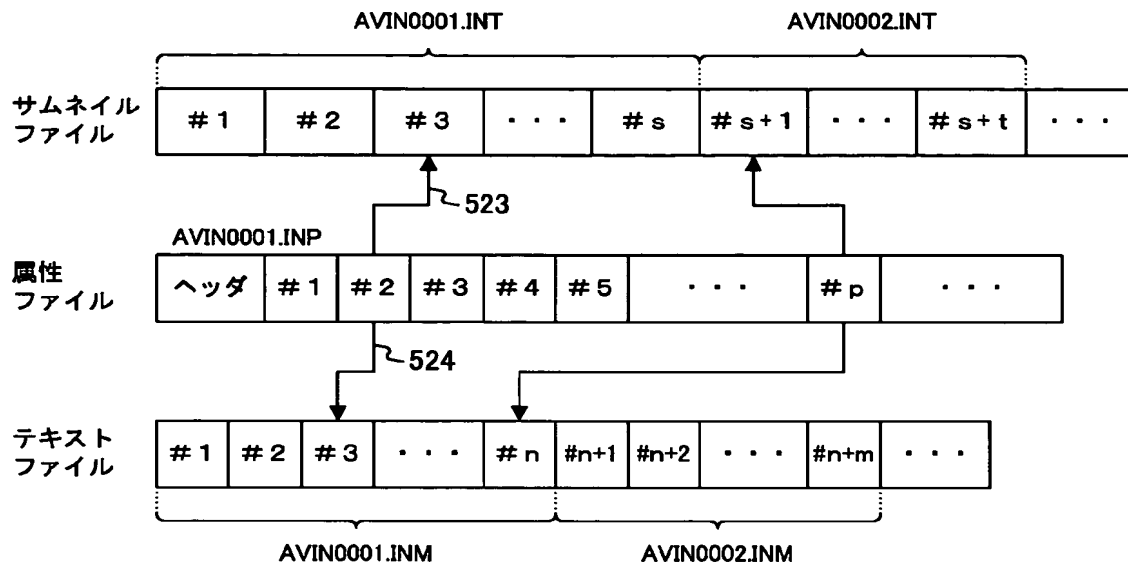 AVIN0001.INT
AVIN0002.INT
サムネイル
ファイル
#1 #2 #3 ・・・ #s #s+1 ・・・ #s+t ・・・
523
AVIN0001.INP
属性
ファイル
ヘッダ #1 #2 #3 #4 #5 ・・・ #p ・・・
524
テキスト
ファイル
#1 #2 #3 ・・・ #n #n+1 #n+2 ・・・ #n+m ・・・
AVIN0001.INM
AVIN0002.INM